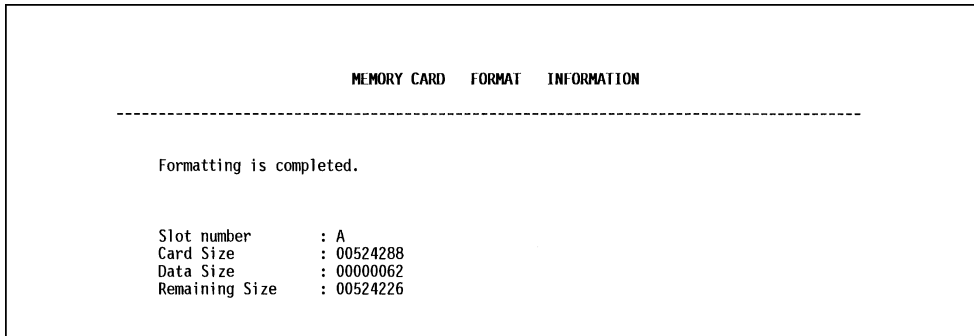 MEMORY CARD FORMAT INFORMATION
--------------------------------------------------------------------------------------
Formatting is completed.
Slot number : A
Card Size : 00524288
Data Size : 00000062
Remaining Size : 00524226